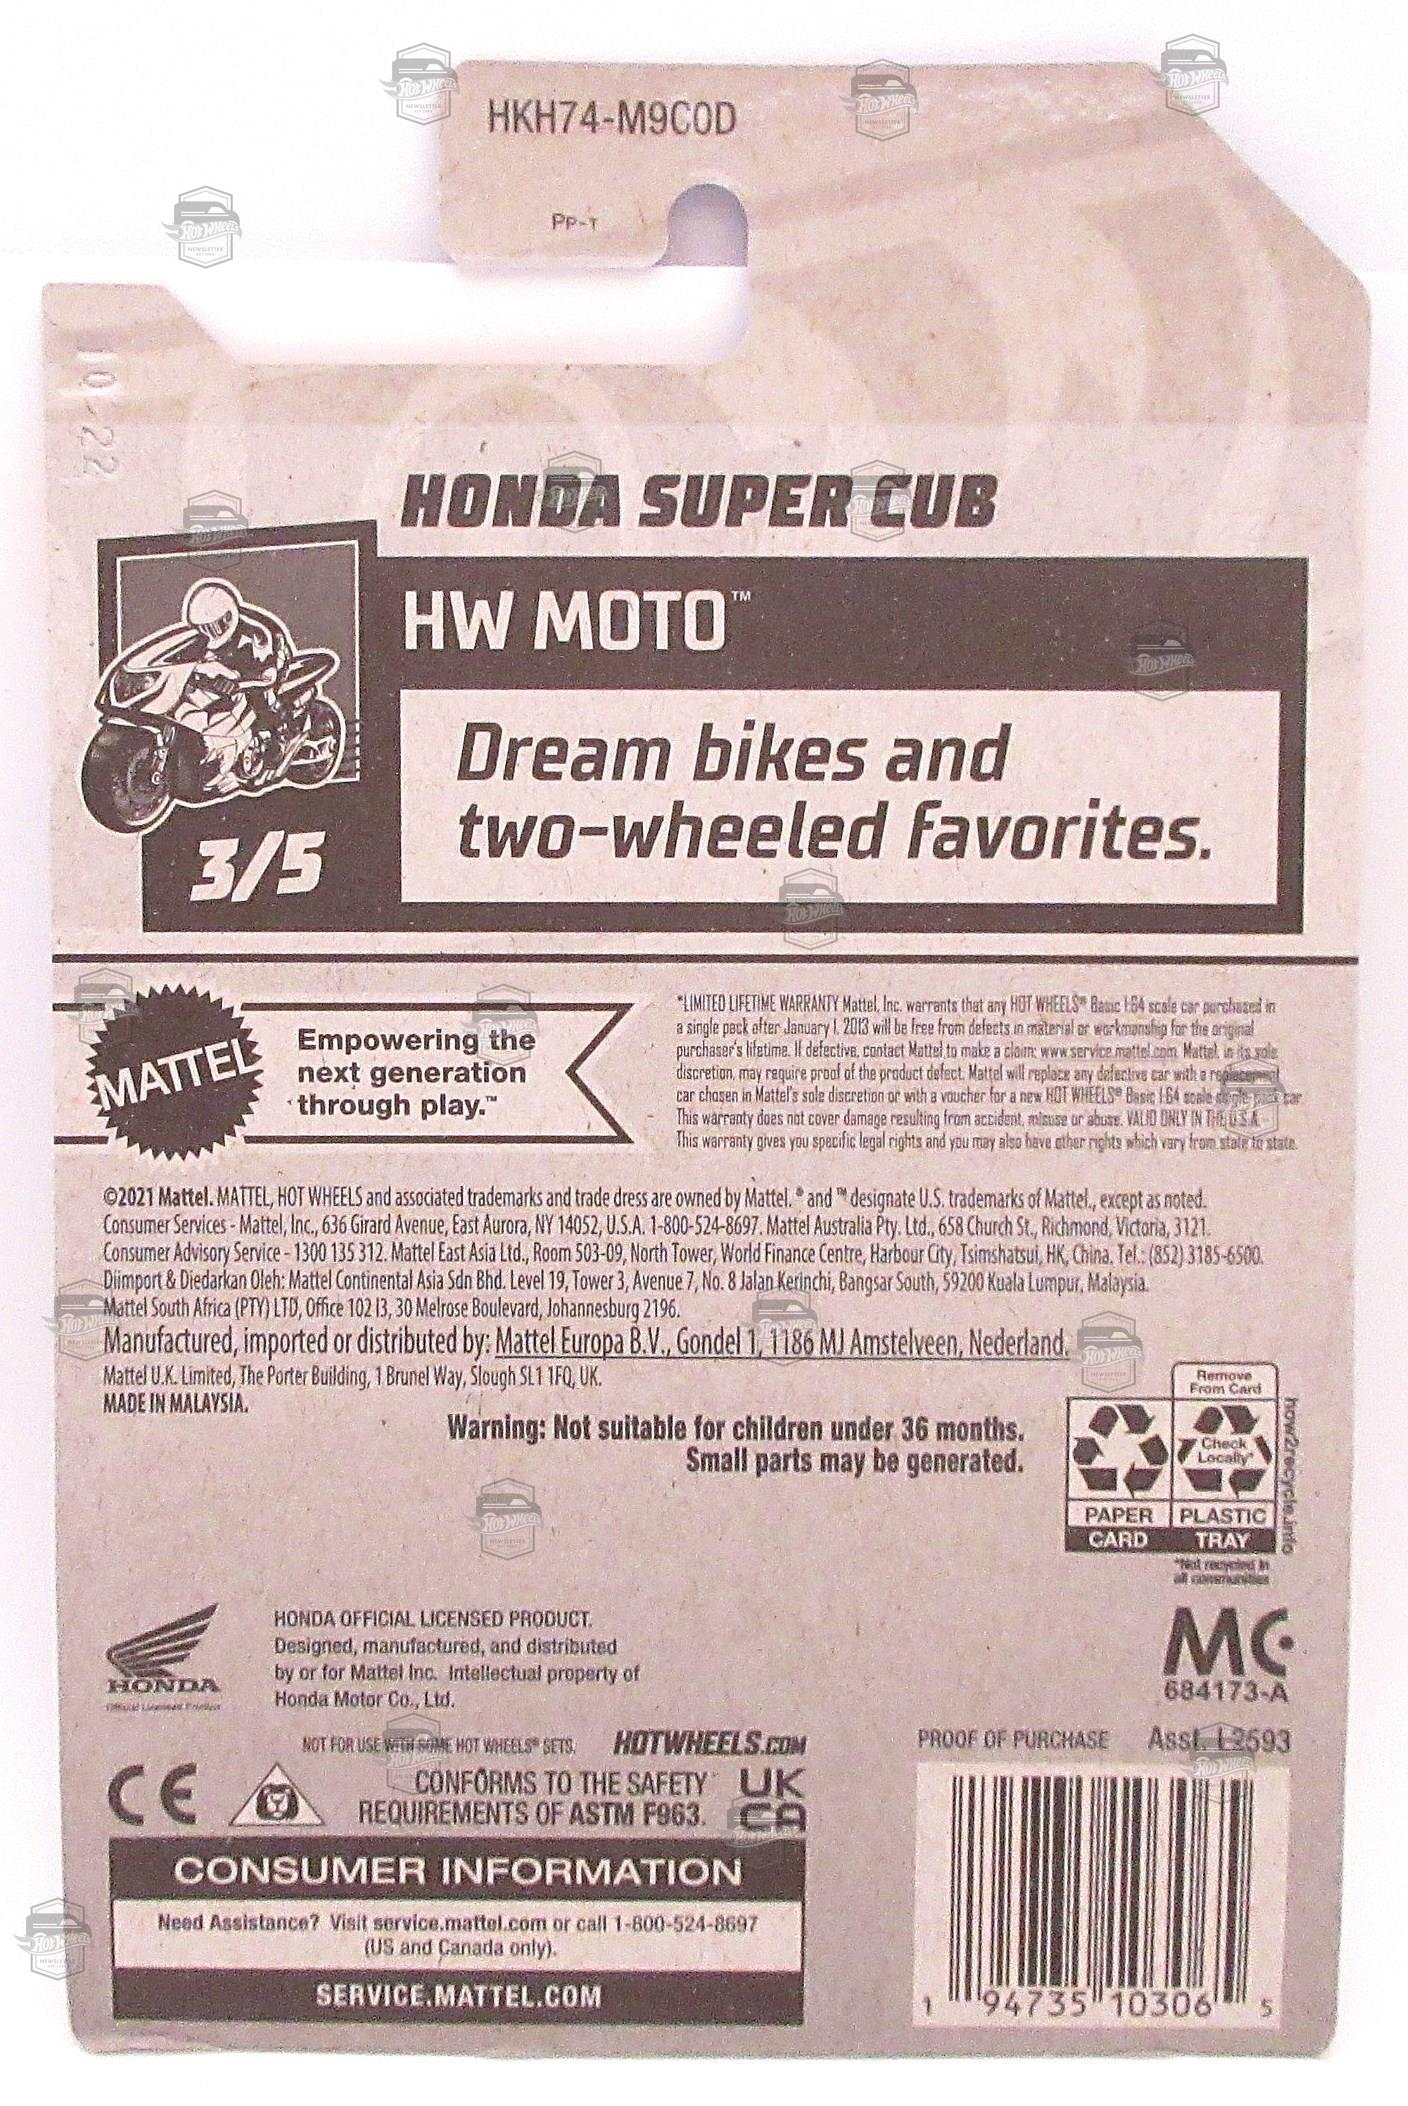 HKH74-M9C0D
PP-T
10-22
HONDA SUPER CUB
HW MOTO™
Dream bikes and
two-wheeled favorites.
3/5
MATTEL
Empowering the
next generation
through play.™
*LIMITED LIFETIME WARRANTY Mattel, Inc. warrants that any HOT WHEELS® Basic 1:64 scale car purchased in
a single pack after January 1, 2013 will be free from defects in material or workmanship for the original
purchaser's lifetime. If defective, contact Mattel to make a claim: www.service.mattel.com. Mattel, in its sole
discretion, may require proof of the product defect. Mattel will replace any defective car with a replacement
car chosen in Mattel's sole discretion or with a voucher for a new HOT WHEELS® Basic 1:64 scale single-pack car.
This warranty does not cover damage resulting from accident, misuse or abuse. VALID ONLY IN THE U.S.A.
This warranty gives you specific legal rights and you may also have other rights which vary from state to state.
©2021 Mattel. MATTEL, HOT WHEELS and associated trademarks and trade dress are owned by Mattel. ® and ™ designate U.S. trademarks of Mattel., except as noted.
Consumer Services - Mattel, Inc., 636 Girard Avenue, East Aurora, NY 14052, U.S.A. 1-800-524-8697. Mattel Australia Pty. Ltd., 658 Church St., Richmond, Victoria, 3121.
Consumer Advisory Service - 1300 135 312. Mattel East Asia Ltd., Room 503-09, North Tower, World Finance Centre, Harbour City, Tsimshatsui, HK, China. Tel.: (852) 3185-6500.
Diimport & Diedarkan Oleh: Mattel Continental Asia Sdn Bhd. Level 19, Tower 3, Avenue 7, No. 8 Jalan Kerinchi, Bangsar South, 59200 Kuala Lumpur, Malaysia.
Mattel South Africa (PTY) LTD, Office 102 I3, 30 Melrose Boulevard, Johannesburg 2196.
Manufactured, imported or distributed by: Mattel Europa B.V., Gondel 1, 1186 MJ Amstelveen, Nederland.
Mattel U.K. Limited, The Porter Building, 1 Brunel Way, Slough SL1 1FQ, UK.
MADE IN MALAYSIA.
Warning: Not suitable for children under 36 months.
Small parts may be generated.
Remove
From Card
Check
Locally*
PAPER PLASTIC
CARD TRAY
how2recycle.info
*Not recycled in
all communities
HONDA
Official Licensed Product
HONDA OFFICIAL LICENSED PRODUCT.
Designed, manufactured, and distributed
by or for Mattel Inc. Intellectual property of
Honda Motor Co., Ltd.
MC
684173-A
NOT FOR USE WITH SOME HOT WHEELS® SETS.
HOTWHEELS.COM
PROOF OF PURCHASE Asst. L2593
CE
CONFORMS TO THE SAFETY
REQUIREMENTS OF ASTM F963.
UK
CA
CONSUMER INFORMATION
Need Assistance? Visit service.mattel.com or call 1-800-524-8697
(US and Canada only).
SERVICE.MATTEL.COM
1 94735 10306 5